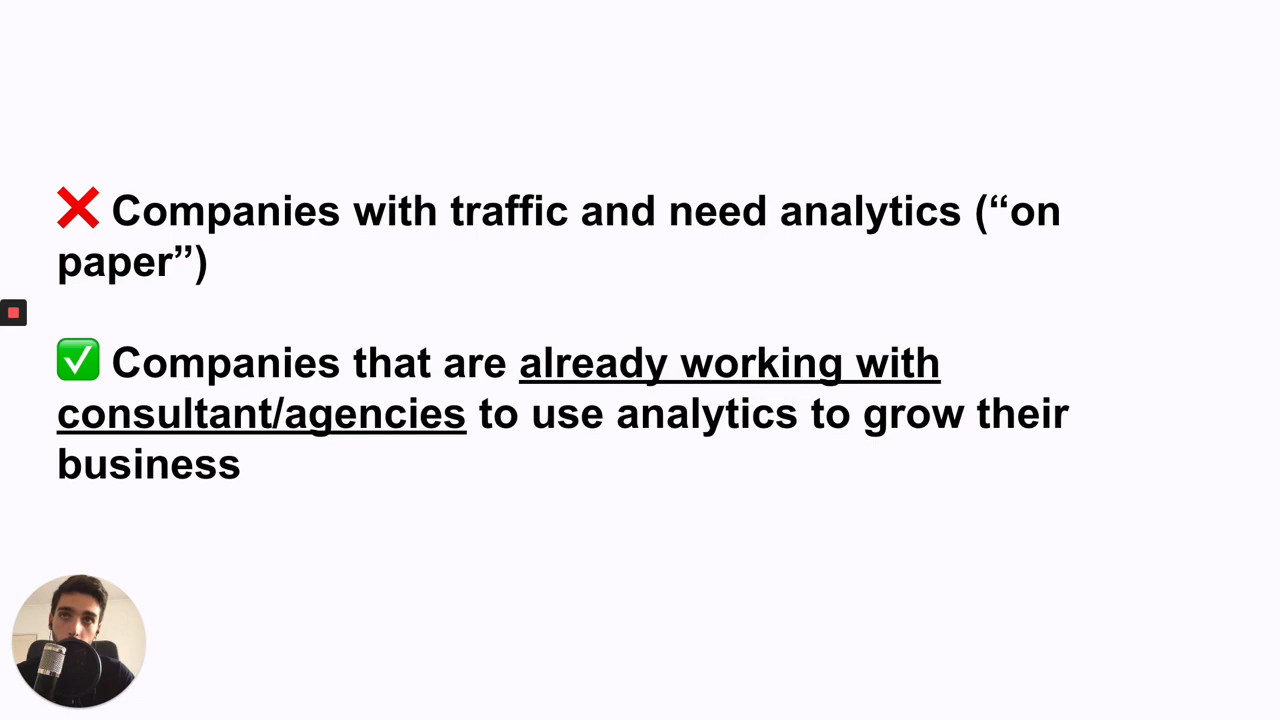 ❌ Companies with traffic and need analytics (“on
paper”)
✅ Companies that are already working with
consultant/agencies to use analytics to grow their
business